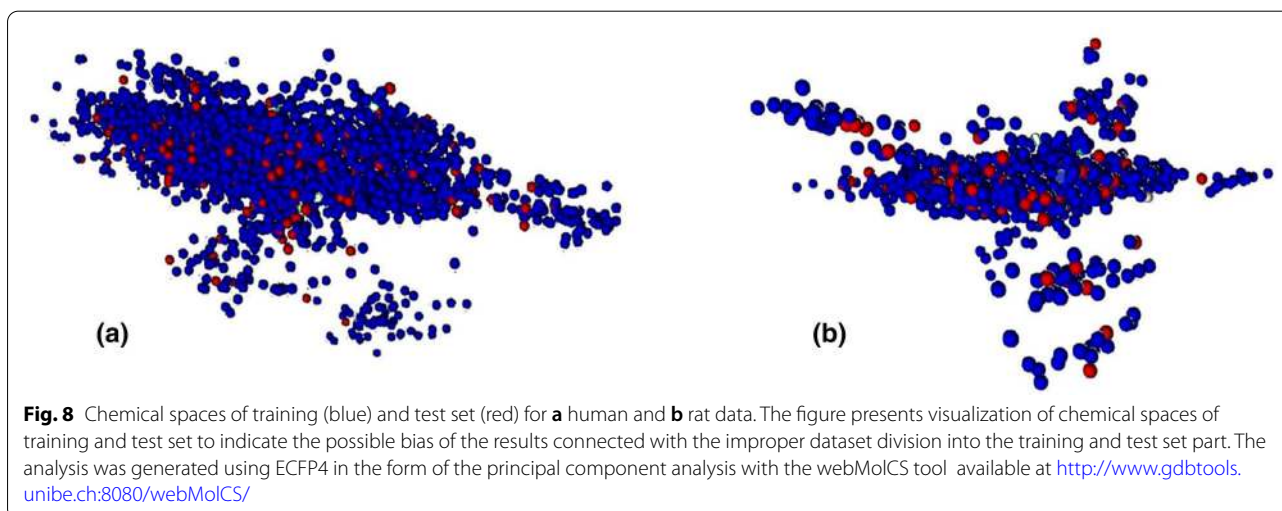 (a)
(b)
Fig. 8 Chemical spaces of training (blue) and test set (red) for a human and b rat data. The figure presents visualization of chemical spaces of
training and test set to indicate the possible bias of the results connected with the improper dataset division into the training and test set part. The
analysis was generated using ECFP4 in the form of the principal component analysis with the webMolCS tool available at http://www.gdbtools.
unibe.ch:8080/webMolCS/